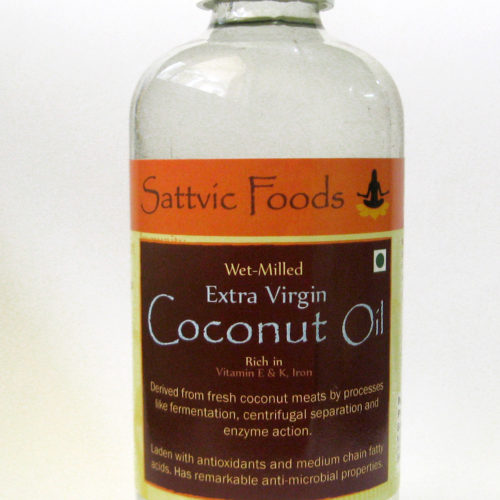 Sattvic Foods
Wet-Milled
Extra Virgin
Coconut Oil
Rich in
Vitamin E & K, Iron
Derived from fresh coconut meats by processes
like fermentation, centrifugal separation and
enzyme action.
Laden with antioxidants and medium chain fatty
acids. Has remarkable anti-microbial properties.